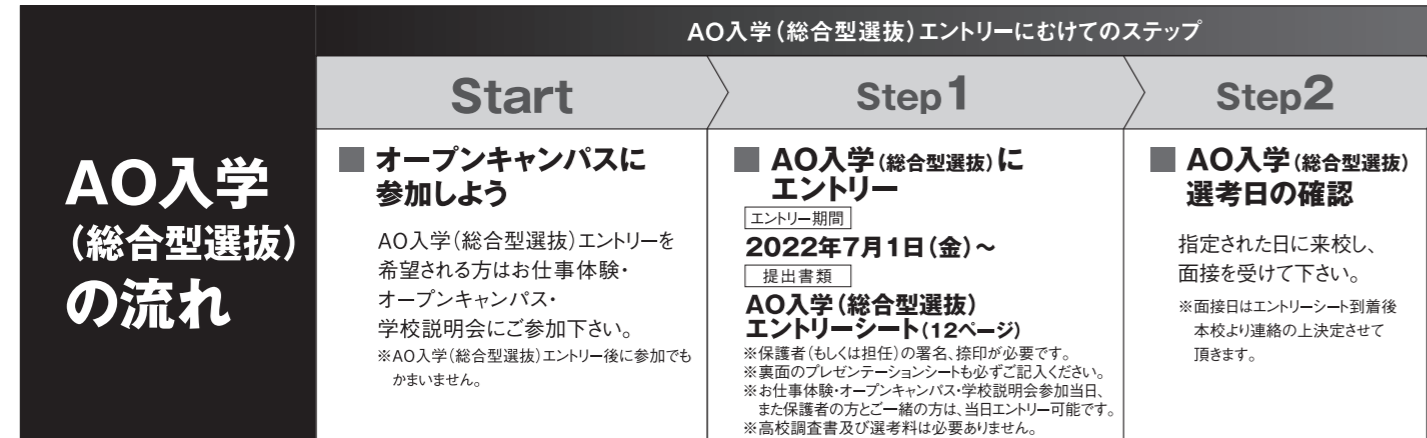 AO入学
(総合型選抜)
の流れ
AO入学(総合型選抜)エントリーにむけてのステップ
Start
Step1
Step2
■ オープンキャンパスに
参加しよう
AO入学(総合型選抜)エントリーを
希望される方はお仕事体験・
オープンキャンパス・
学校説明会にご参加下さい。
※AO入学(総合型選抜)エントリー後に参加でも
かまいません。
■ AO入学(総合型選抜)に
エントリー
エントリー期間
2022年7月1日(金)～
提出書類
AO入学(総合型選抜)
エントリーシート(12ページ)
※保護者(もしくは担任)の署名、捺印が必要です。
※裏面のプレゼンテーションシートも必ずご記入ください。
※お仕事体験・オープンキャンパス・学校説明会参加当日、
また保護者の方とご一緒の方は、当日エントリー可能です。
※高校調査書及び選考料は必要ありません。
■ AO入学(総合型選抜)
選考日の確認
指定された日に来校し、
面接を受けて下さい。
※面接日はエントリーシート到着後
本校より連絡の上決定させて
頂きます。